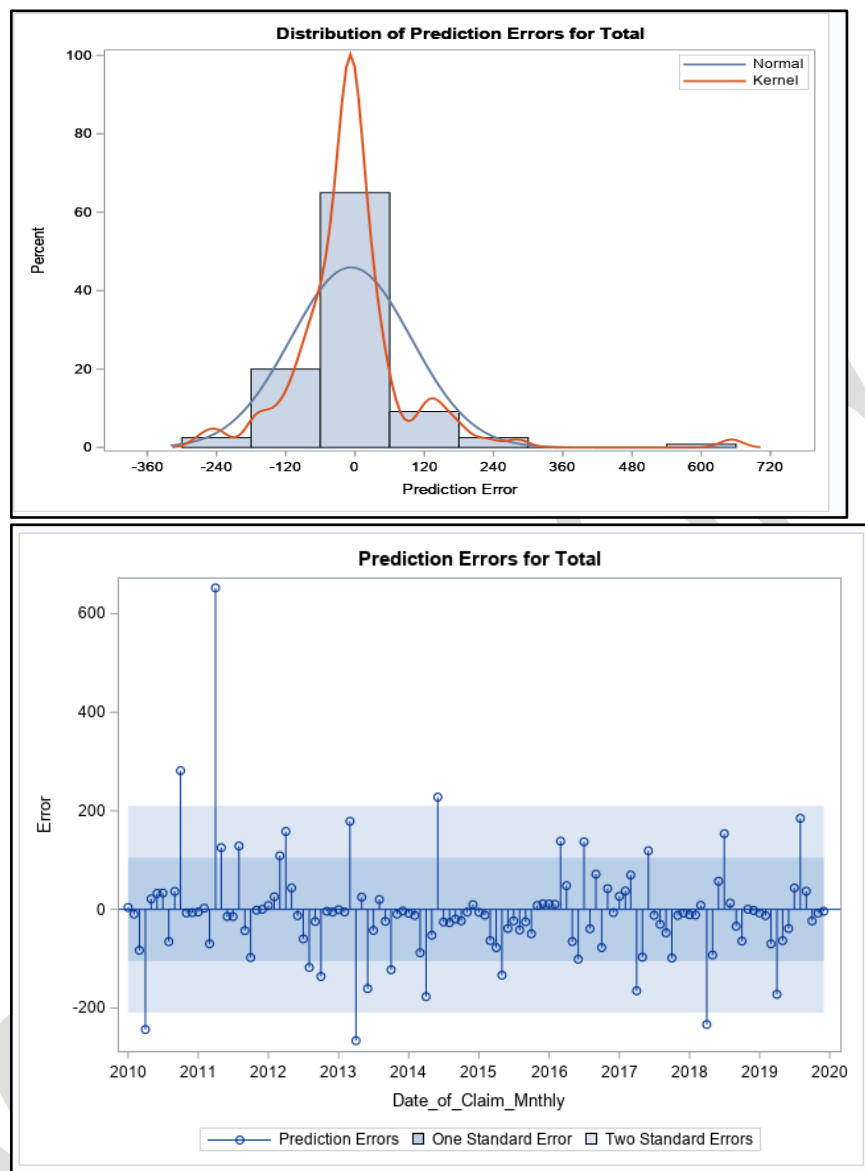 Distribution of Prediction Errors for Total
Normal
Kernel
100
80
60
40
20
0
Percent
-360 -240 -120 0 120 240 360 480 600 720
Prediction Error
Prediction Errors for Total
600
400
200
0
-200
Error
2010 2011 2012 2013 2014 2015 2016 2017 2018 2019 2020
Date_of_Claim_Mnthly
Prediction Errors One Standard Error Two Standard Errors